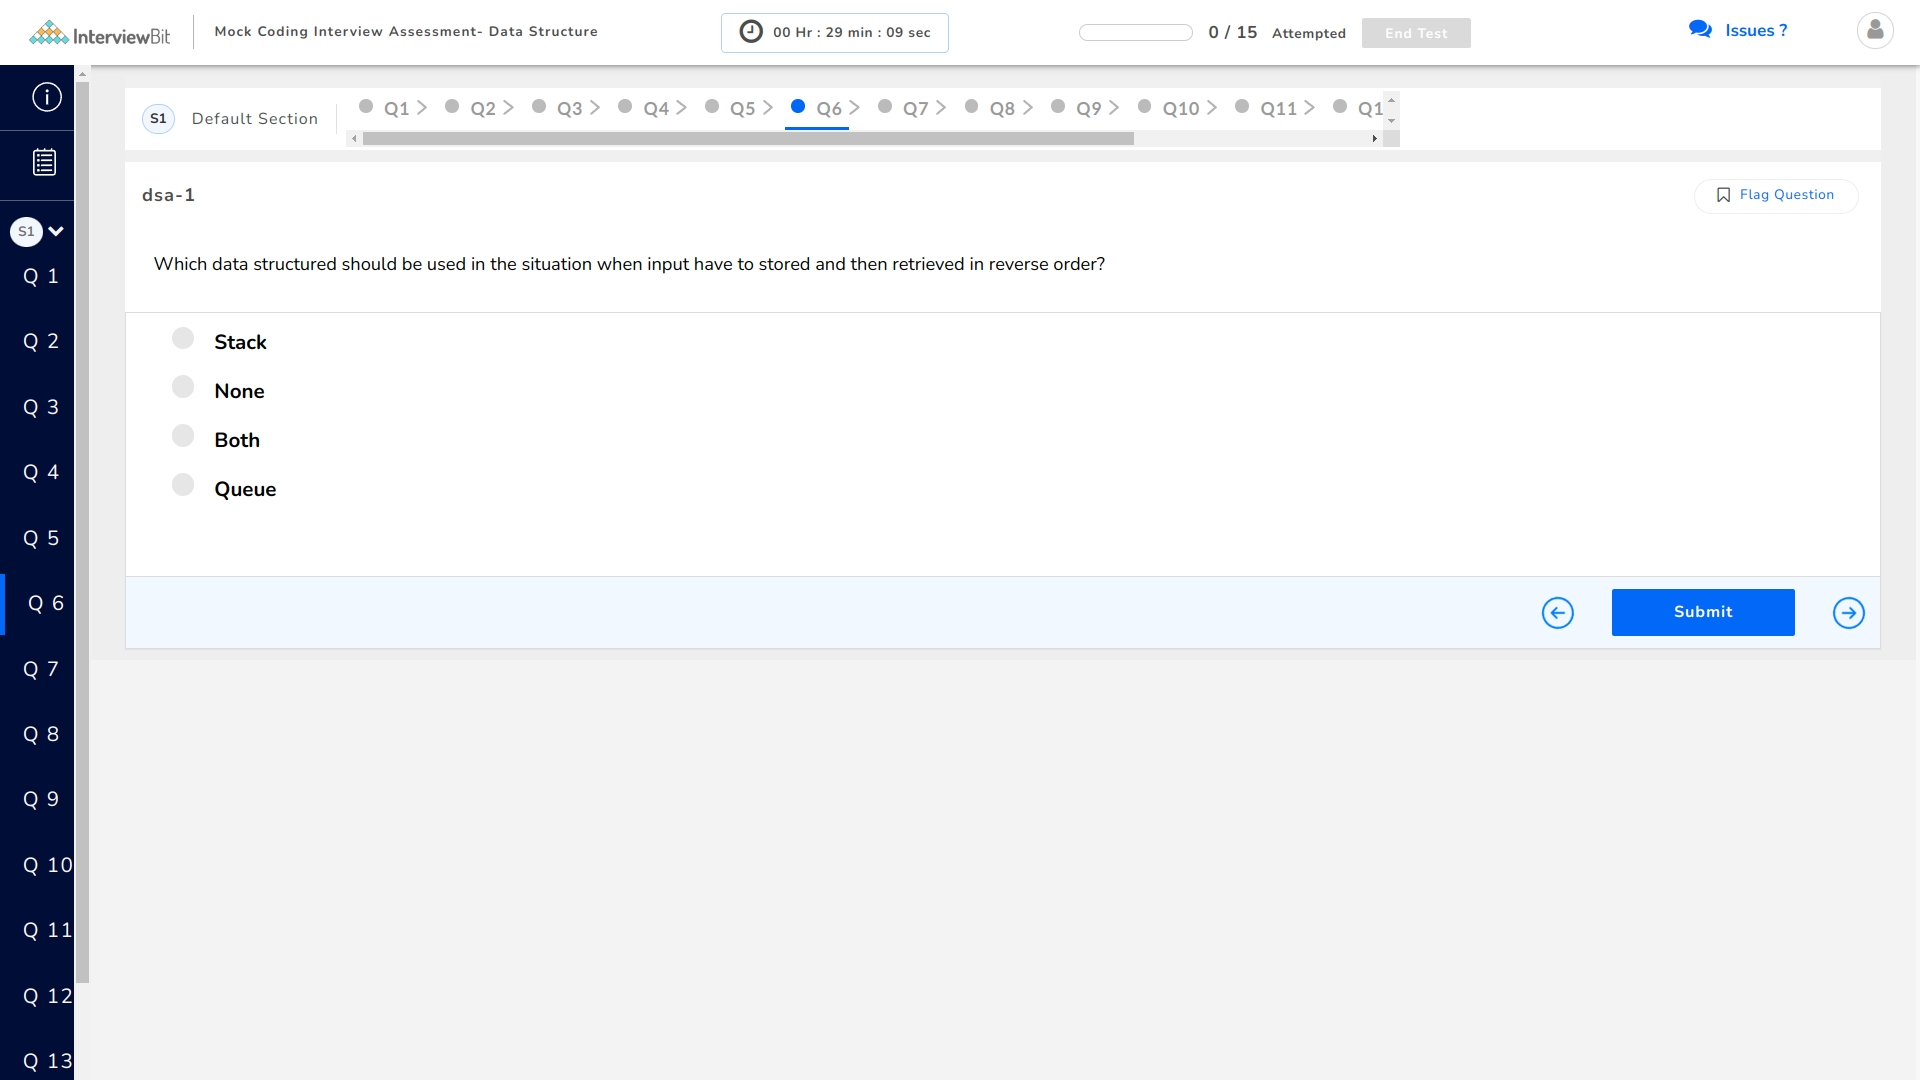 InterviewBit
Mock Coding Interview Assessment- Data Structure
00 Hr : 29 min : 09 sec
0 / 15 Attempted
End Test
Issues ?
S1 Default Section
Q1 Q2 Q3 Q4 Q5 Q6 Q7 Q8 Q9 Q10 Q11 Q1
dsa-1
Flag Question
Which data structured should be used in the situation when input have to stored and then retrieved in reverse order?
Stack
None
Both
Queue
Submit
S1
Q 1
Q 2
Q 3
Q 4
Q 5
Q 6
Q 7
Q 8
Q 9
Q 10
Q 11
Q 12
Q 13